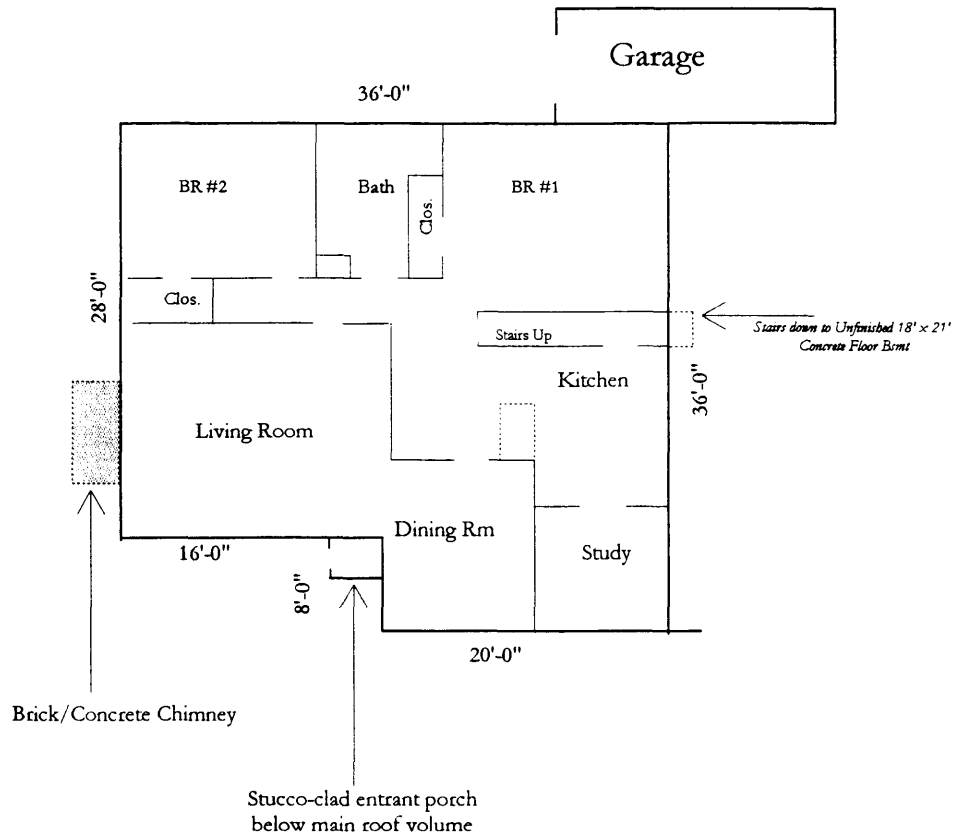 Garage
36'-0"
BR #2
Bath
Clos.
BR #1
28'-0"
Clos.
Stairs Up
Stairs down to Unfinished 18' x 21'
Concrete Floor Bsmt
Kitchen
36'-0"
Living Room
Dining Rm
Study
16'-0"
8'-0"
20'-0"
Brick/Concrete Chimney
Stucco-clad entrant porch
below main roof volume